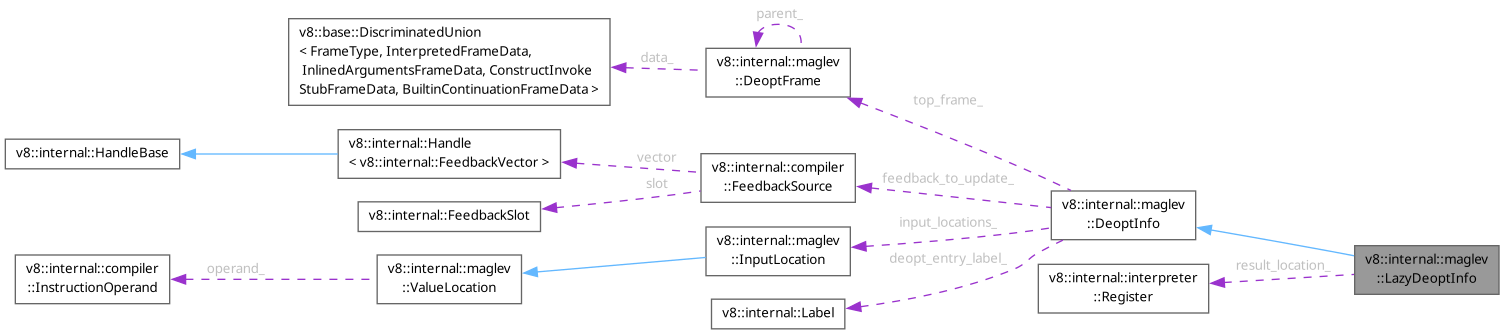 parent_
v8::base::DiscriminatedUnion
< FrameType, InterpretedFrameData,
InlinedArgumentsFrameData, ConstructInvoke
StubFrameData, BuiltinContinuationFrameData >
data_
v8::internal::maglev
::DeoptFrame
top_frame_
v8::internal::HandleBase
v8::internal::Handle
< v8::internal::FeedbackVector >
vector
slot
v8::internal::FeedbackSlot
v8::internal::compiler
::FeedbackSource
feedback_to_update_
v8::internal::maglev
::DeoptInfo
input_locations_
deopt_entry_label_
v8::internal::compiler
::InstructionOperand
operand_
v8::internal::maglev
::ValueLocation
v8::internal::maglev
::InputLocation
v8::internal::Label
v8::internal::interpreter
::Register
result_location_
v8::internal::maglev
::LazyDeoptInfo